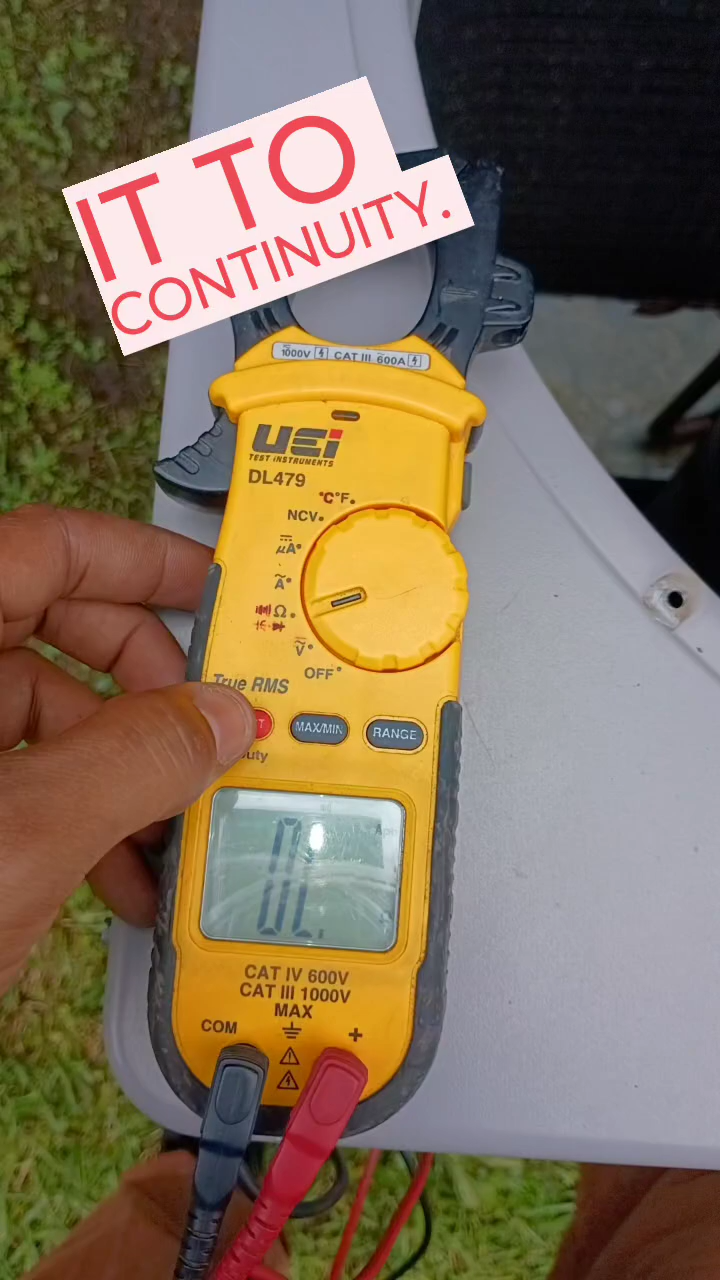 IT TO
CONTINUITY.
1000V CAT III 600A
UEi
TEST INSTRUMENTS
DL479
°C°F
NCV
µA
A
Ω
V
OFF
True RMS
MAX/MIN
RANGE
OL
CAT IV 600V
CAT III 1000V
MAX
COM
+